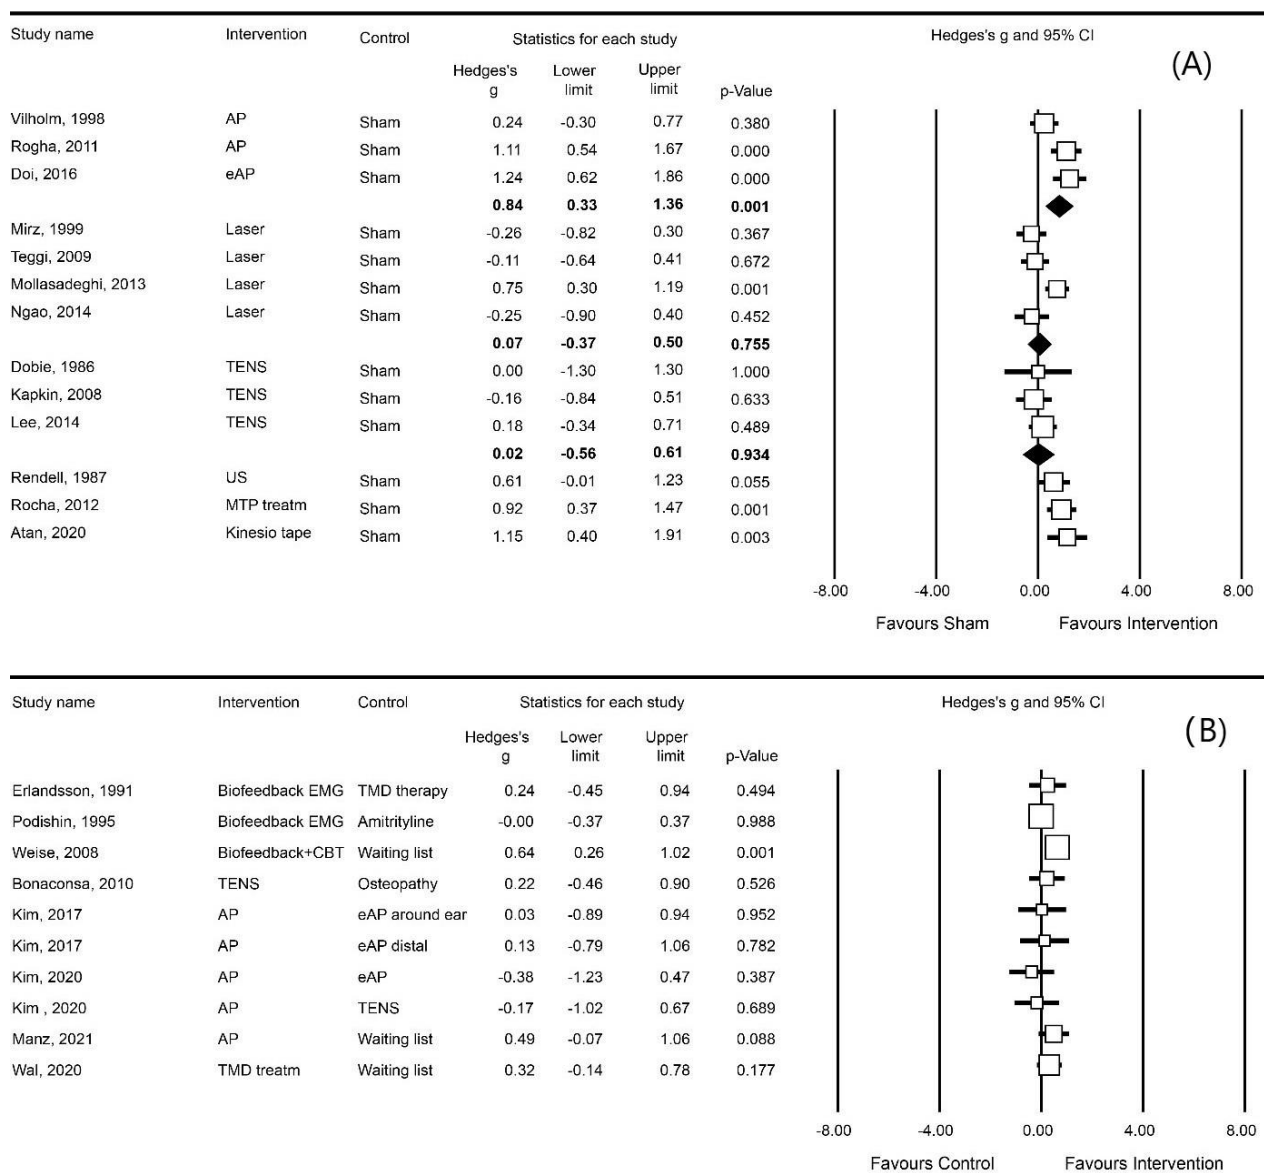 Study name Intervention Control Statistics for each study Hedges's g and 95% CI
(A)
Hedges's g Lower limit Upper limit p-Value
Vilholm, 1998 AP Sham 0.24 -0.30 0.77 0.380
Rogha, 2011 AP Sham 1.11 0.54 1.67 0.000
Doi, 2016 eAP Sham 1.24 0.62 1.86 0.000
0.84 0.33 1.36 0.001
Mirz, 1999 Laser Sham -0.26 -0.82 0.30 0.367
Teggi, 2009 Laser Sham -0.11 -0.64 0.41 0.672
Mollasadeghi, 2013 Laser Sham 0.75 0.30 1.19 0.001
Ngao, 2014 Laser Sham -0.25 -0.90 0.40 0.452
0.07 -0.37 0.50 0.755
Dobie, 1986 TENS Sham 0.00 -1.30 1.30 1.000
Kapkin, 2008 TENS Sham -0.16 -0.84 0.51 0.633
Lee, 2014 TENS Sham 0.18 -0.34 0.71 0.489
0.02 -0.56 0.61 0.934
Rendell, 1987 US Sham 0.61 -0.01 1.23 0.055
Rocha, 2012 MTP treatm Sham 0.92 0.37 1.47 0.001
Atan, 2020 Kinesio tape Sham 1.15 0.40 1.91 0.003
-8.00 -4.00 0.00 4.00 8.00
Favours Sham Favours Intervention
Study name Intervention Control Statistics for each study Hedges's g and 95% CI
(B)
Hedges's g Lower limit Upper limit p-Value
Erlandsson, 1991 Biofeedback EMG TMD therapy 0.24 -0.45 0.94 0.494
Podishin, 1995 Biofeedback EMG Amitrityline -0.00 -0.37 0.37 0.988
Weise, 2008 Biofeedback+CBT Waiting list 0.64 0.26 1.02 0.001
Bonaconsa, 2010 TENS Osteopathy 0.22 -0.46 0.90 0.526
Kim, 2017 AP eAP around ear 0.03 -0.89 0.94 0.952
Kim, 2017 AP eAP distal 0.13 -0.79 1.06 0.782
Kim, 2020 AP eAP -0.38 -1.23 0.47 0.387
Kim , 2020 AP TENS -0.17 -1.02 0.67 0.689
Manz, 2021 AP Waiting list 0.49 -0.07 1.06 0.088
Wal, 2020 TMD treatm Waiting list 0.32 -0.14 0.78 0.177
-8.00 -4.00 0.00 4.00 8.00
Favours Control Favours Intervention